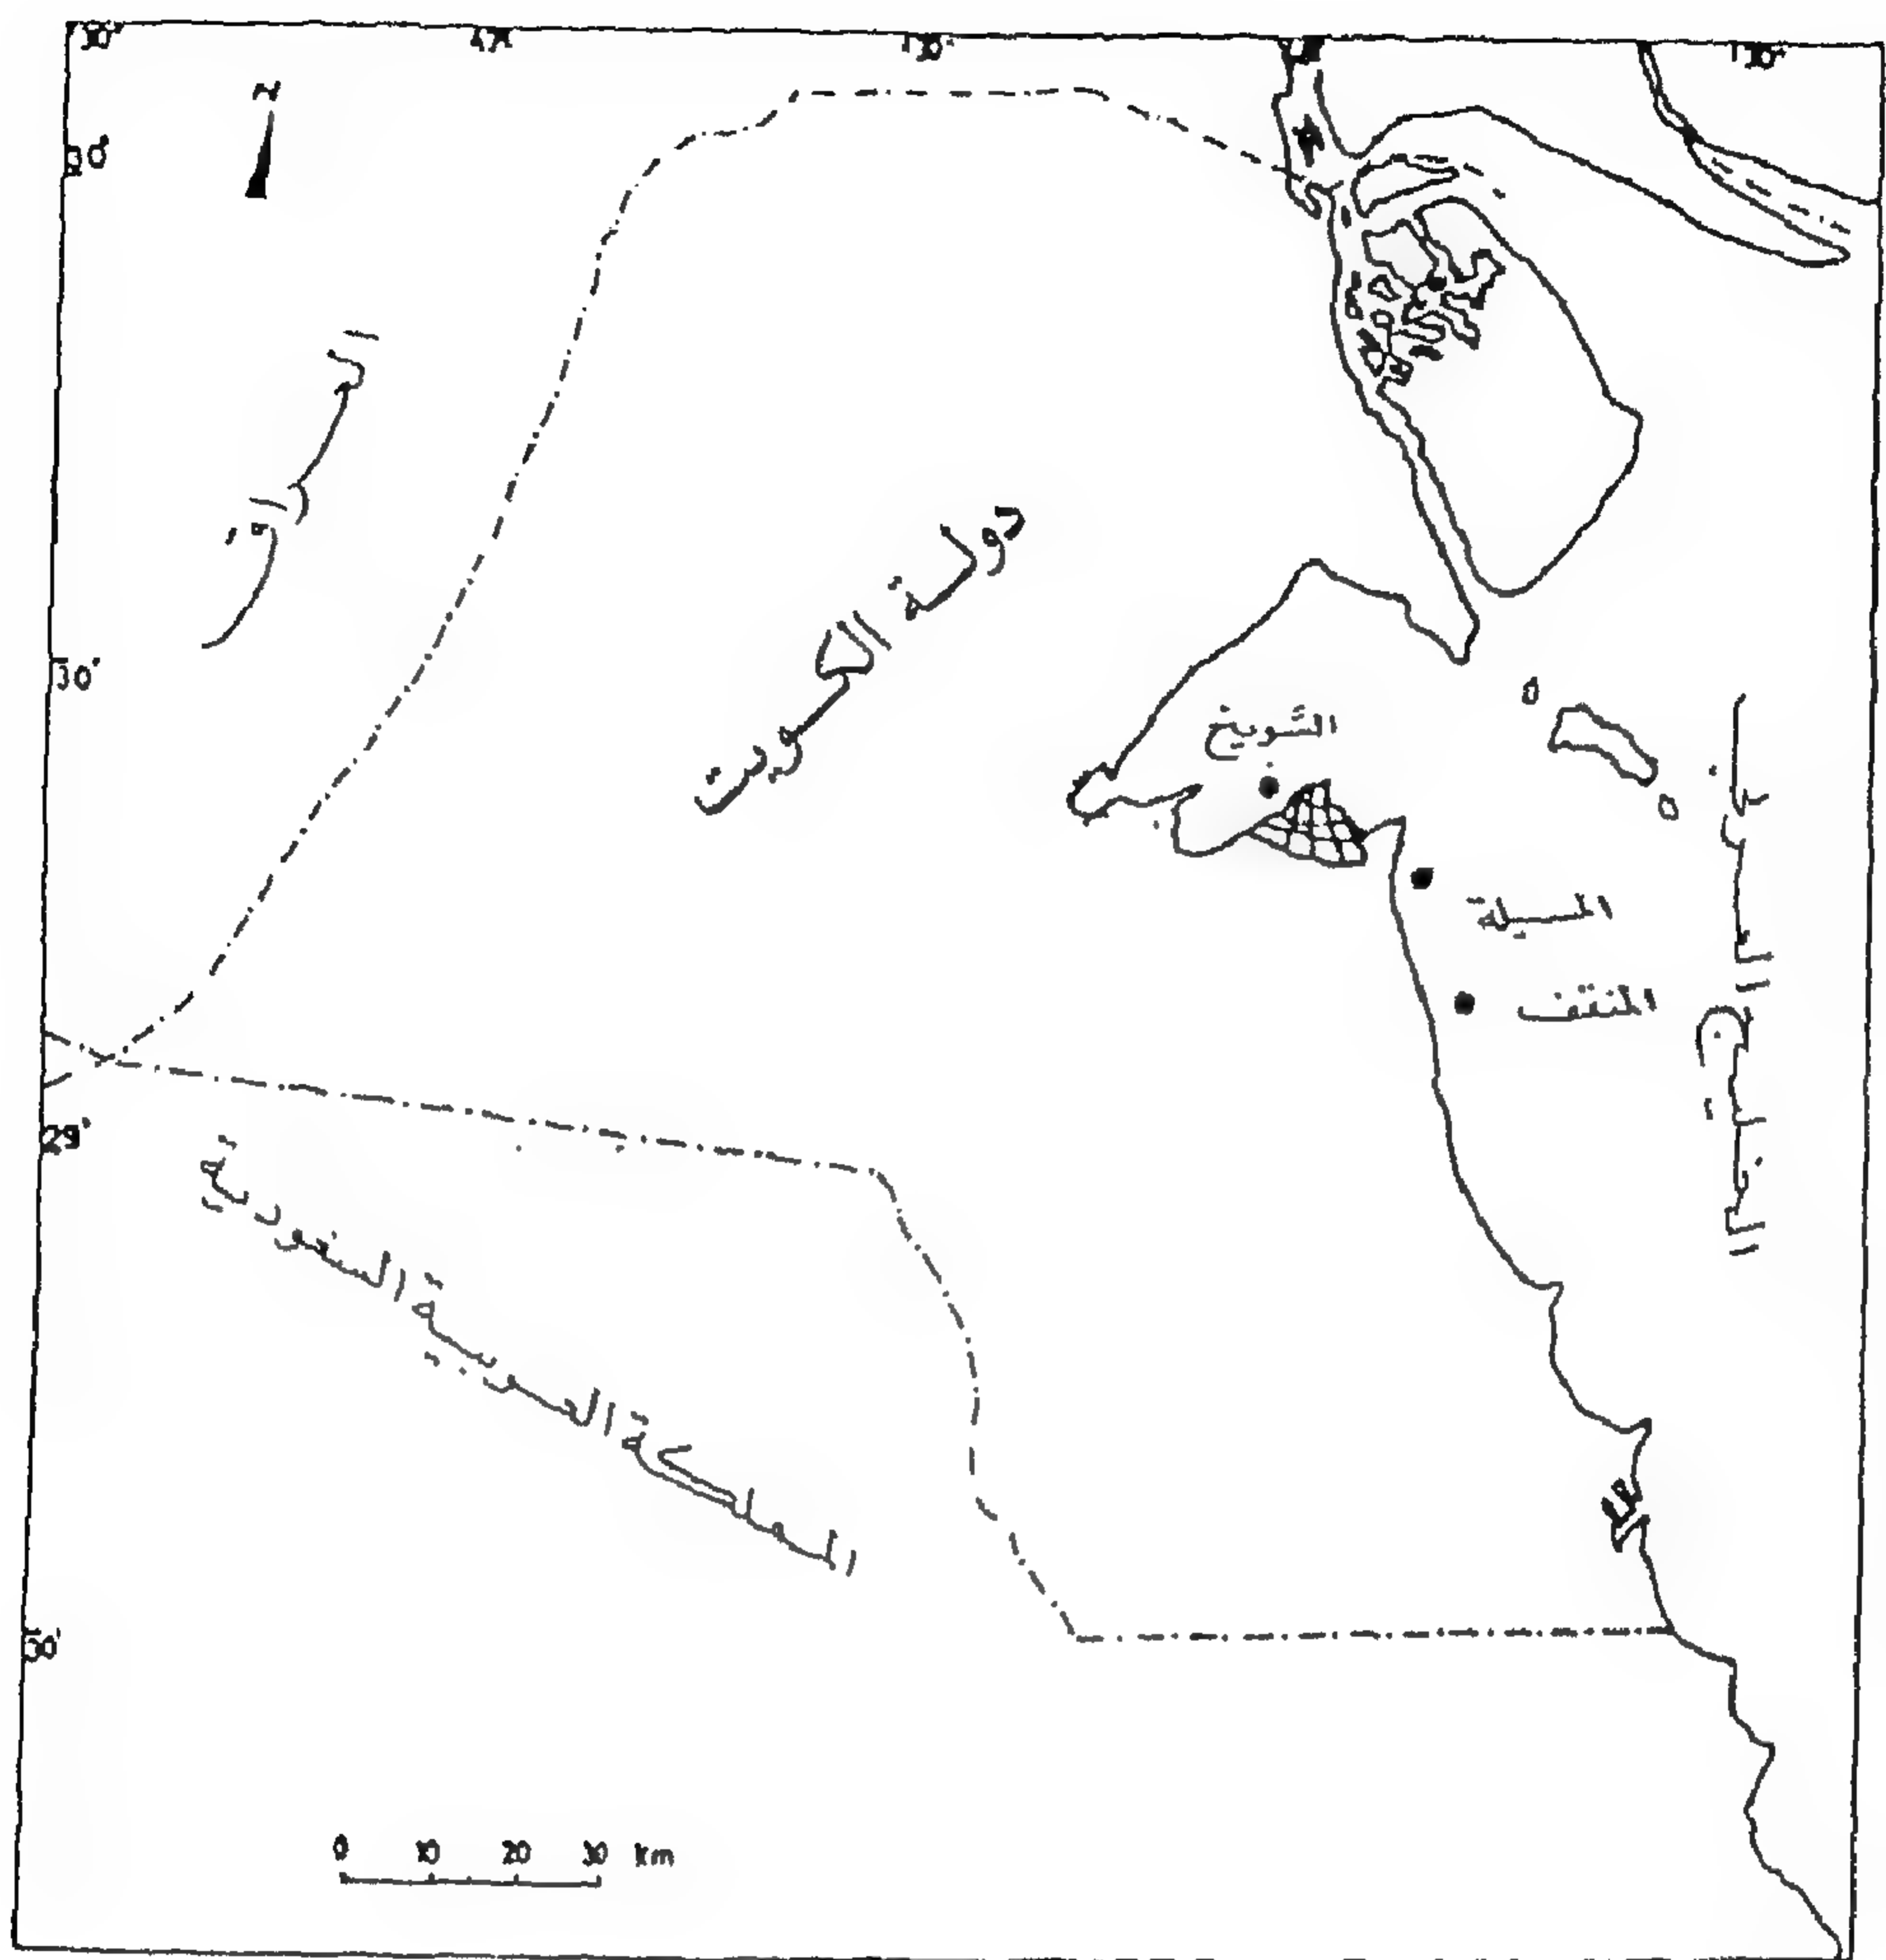 30'
30'
N
30°
العراق
دولة الكويت
30'
الشويخ
المسيلة
المنقف
الخليج العربي
29°
المملكة العربية السعودية
0 10 20 30 km